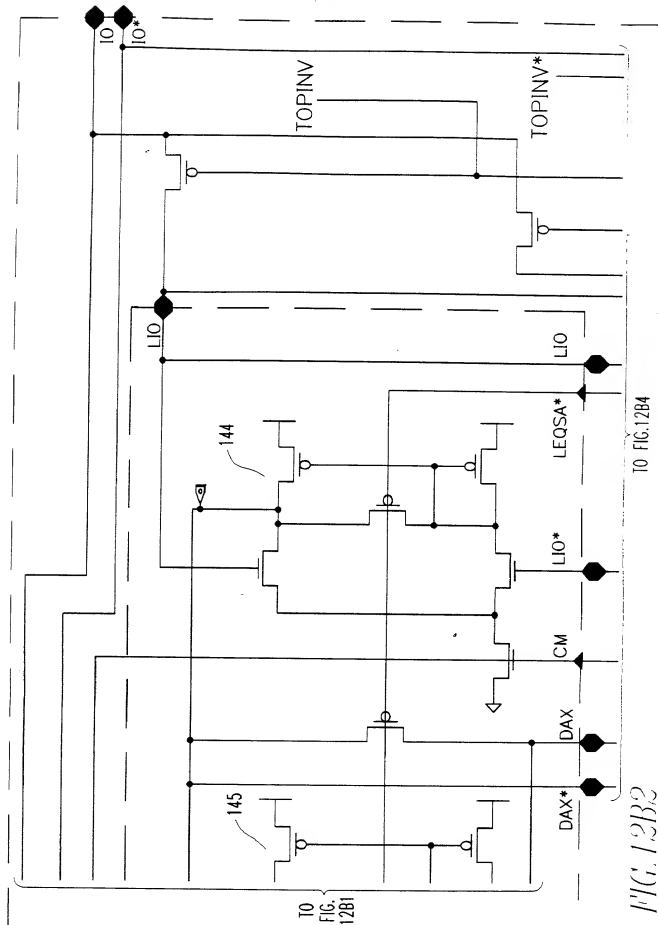 IO
IO*
TOPINV
TOPINV*
LIO
144
LIO
LEQSA*
LIO*
CM
DAX
DAX*
145
TO FIG.12B4
TO
FIG.
12B1
FIG. 12B2